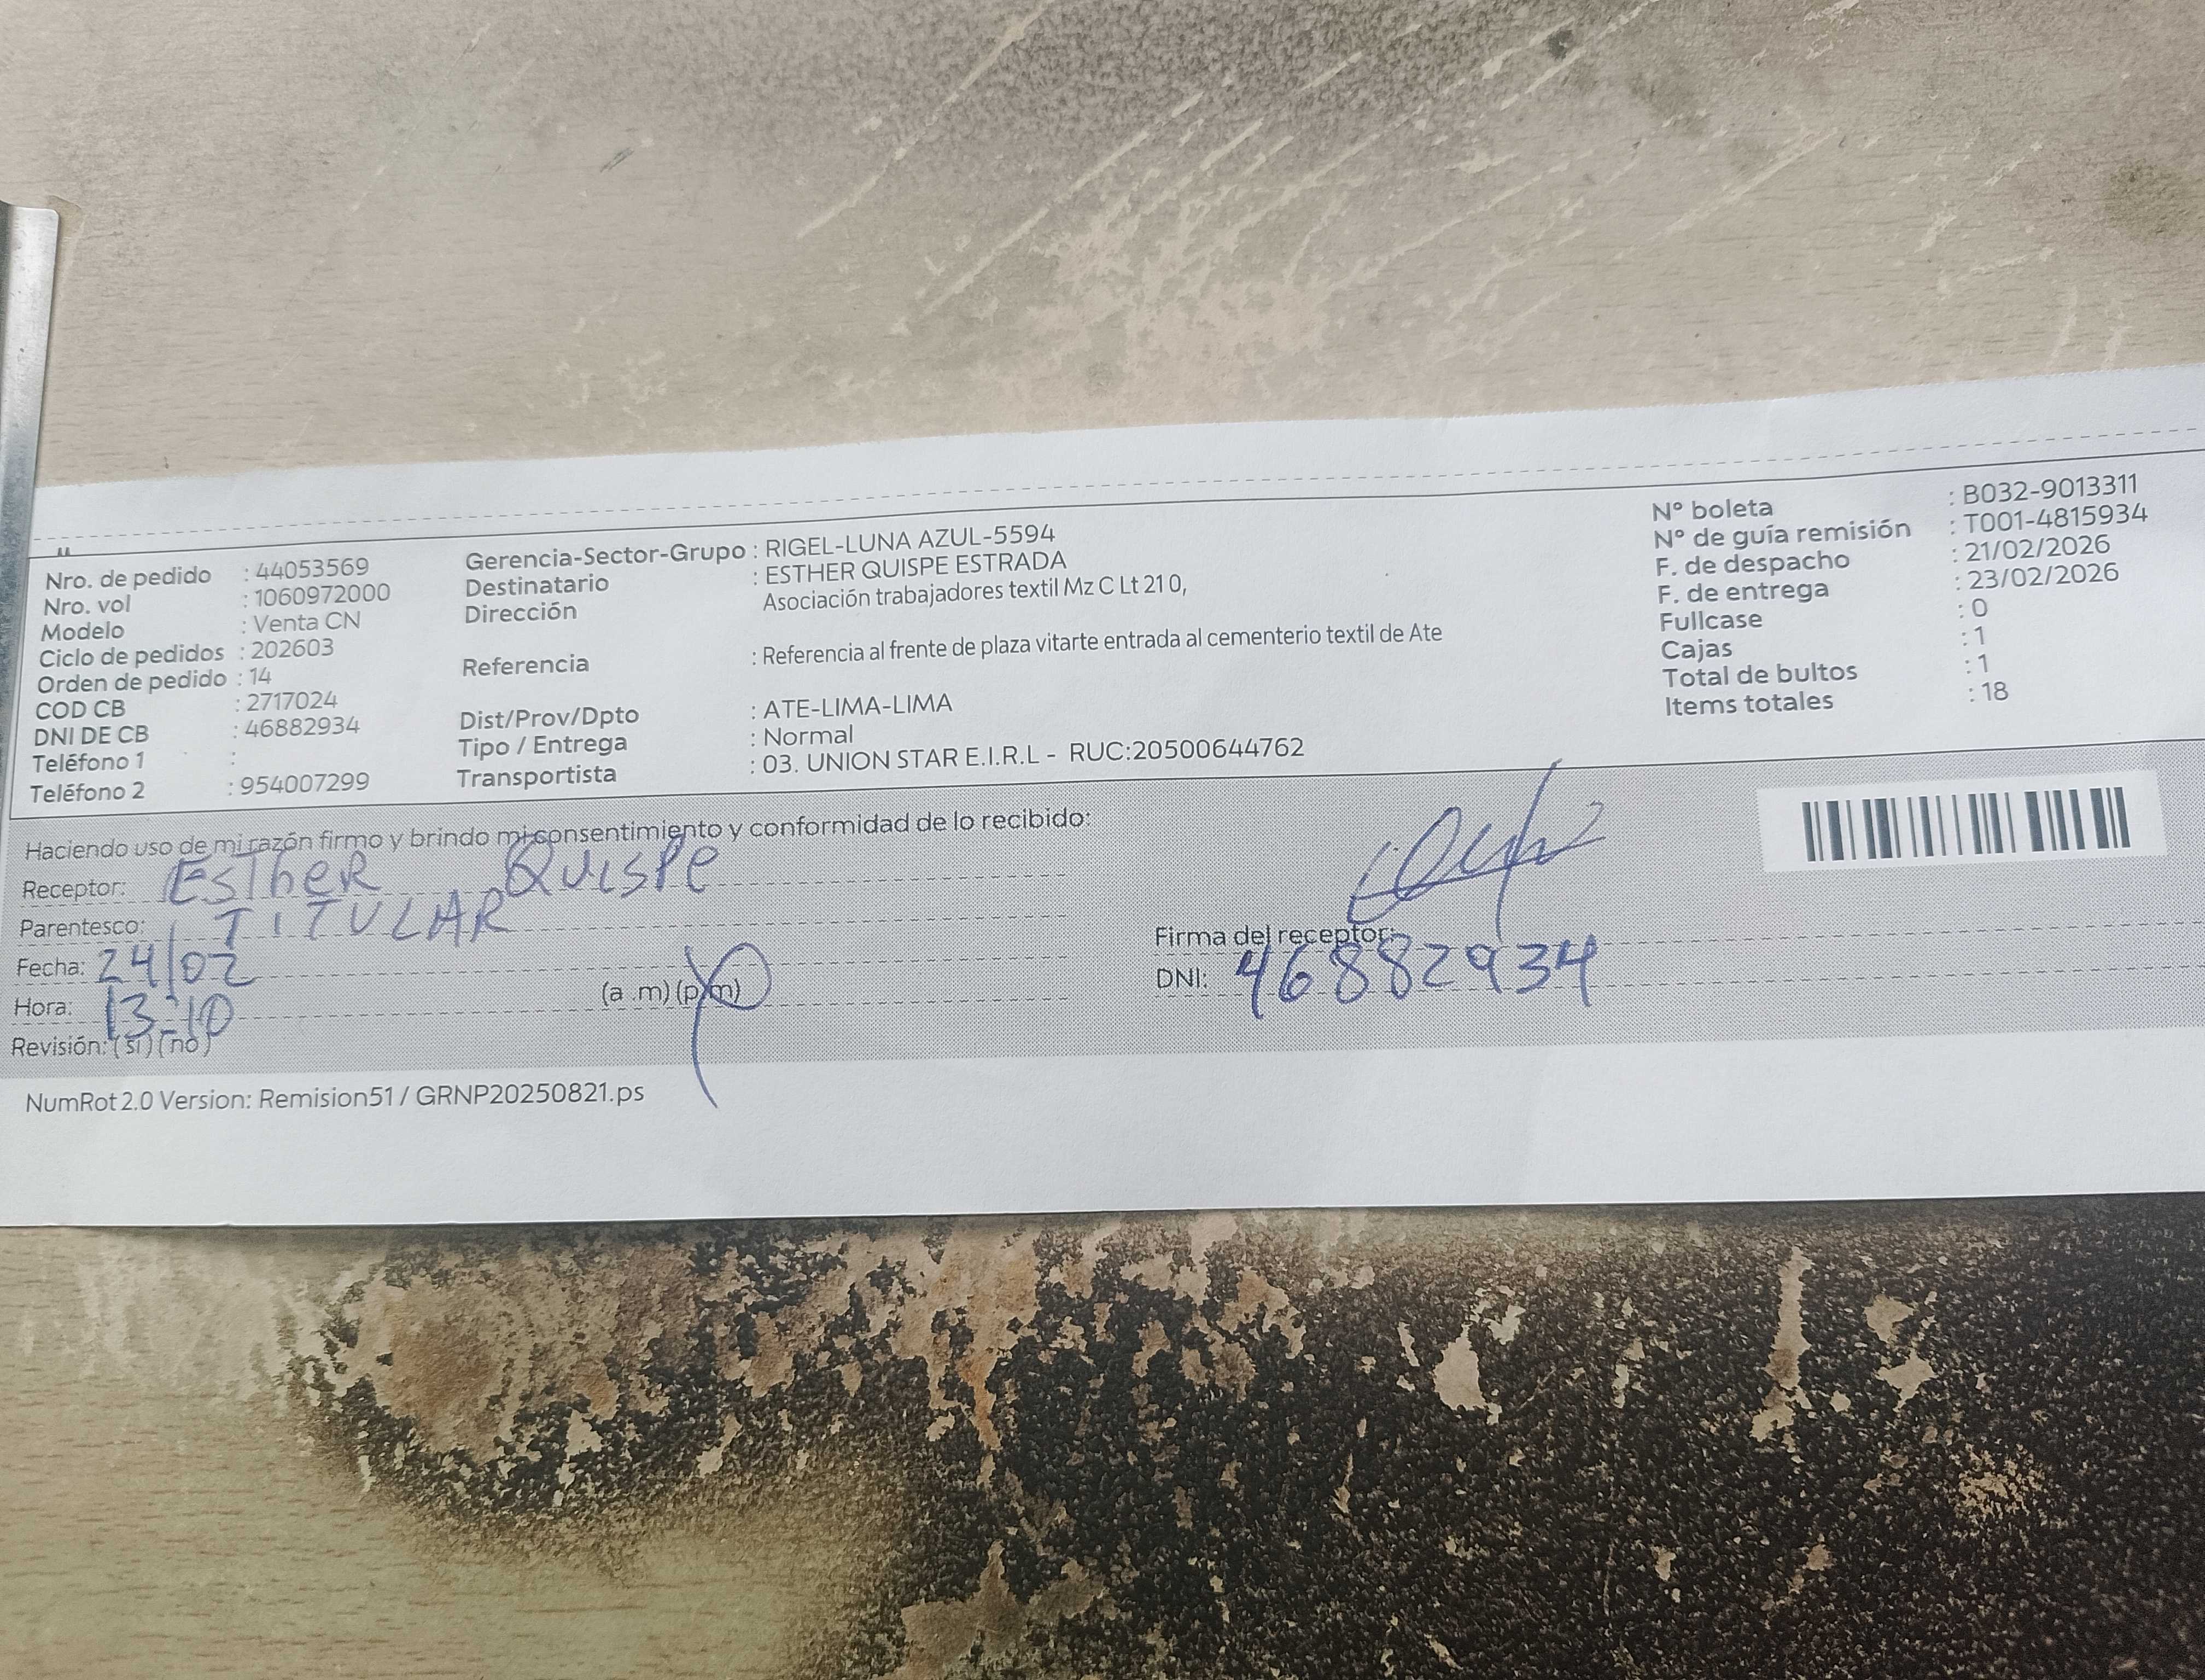 Nro. de pedido : 44053569
Nro. vol : 1060972000
Modelo : Venta CN
Ciclo de pedidos : 202603
Orden de pedido : 14
COD CB : 2717024
DNI DE CB : 46882934
Teléfono 1 :
Teléfono 2 : 954007299
Gerencia-Sector-Grupo : RIGEL-LUNA AZUL-5594
Destinatario : ESTHER QUISPE ESTRADA
Dirección Asociación trabajadores textil Mz C Lt 21 0,
Referencia : Referencia al frente de plaza vitarte entrada al cementerio textil de Ate
Dist/Prov/Dpto : ATE-LIMA-LIMA
Tipo / Entrega : Normal
Transportista : 03. UNION STAR E.I.R.L - RUC:20500644762
N° boleta : B032-9013311
N° de guía remisión : T001-4815934
F. de despacho : 21/02/2026
F. de entrega : 23/02/2026
Fullcase : 0
Cajas : 1
Total de bultos : 1
Items totales : 18
Haciendo uso de mi razón firmo y brindo mi consentimiento y conformidad de lo recibido:
Receptor: EsTheR QUISPe
Parentesco: TITULAR
Fecha: 24/02
Hora: 13:10 (a .m) (p.m)
Revisión: (si) (no)
Firma del receptor:
DNI: 46882934
NumRot 2.0 Version: Remision51 / GRNP20250821.ps